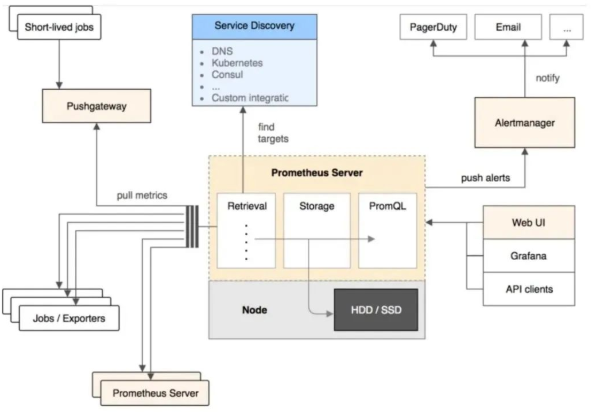 Short-lived jobs
Service Discovery
• DNS
• Kubernetes
• Consul
• ...
• Custom integratic
PagerDuty
Email
...
notify
Pushgateway
Alertmanager
find
targets
push alerts
pull metrics
Prometheus Server
Retrieval
Storage
PromQL
Web UI
Grafana
API clients
Node
HDD / SSD
Jobs / Exporters
Prometheus Server